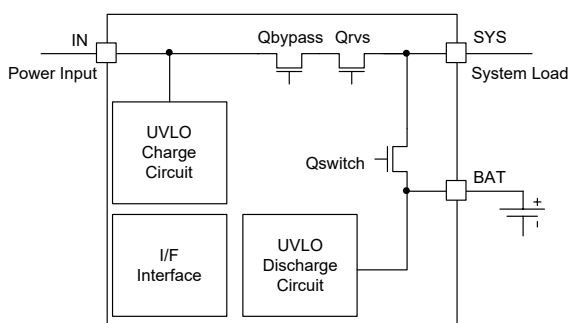 IN
Qbypass
Qrvs
SYS
Power Input
System Load
UVLO
Charge
Circuit
Qswitch
BAT
+
-
I/F
Interface
UVLO
Discharge
Circuit